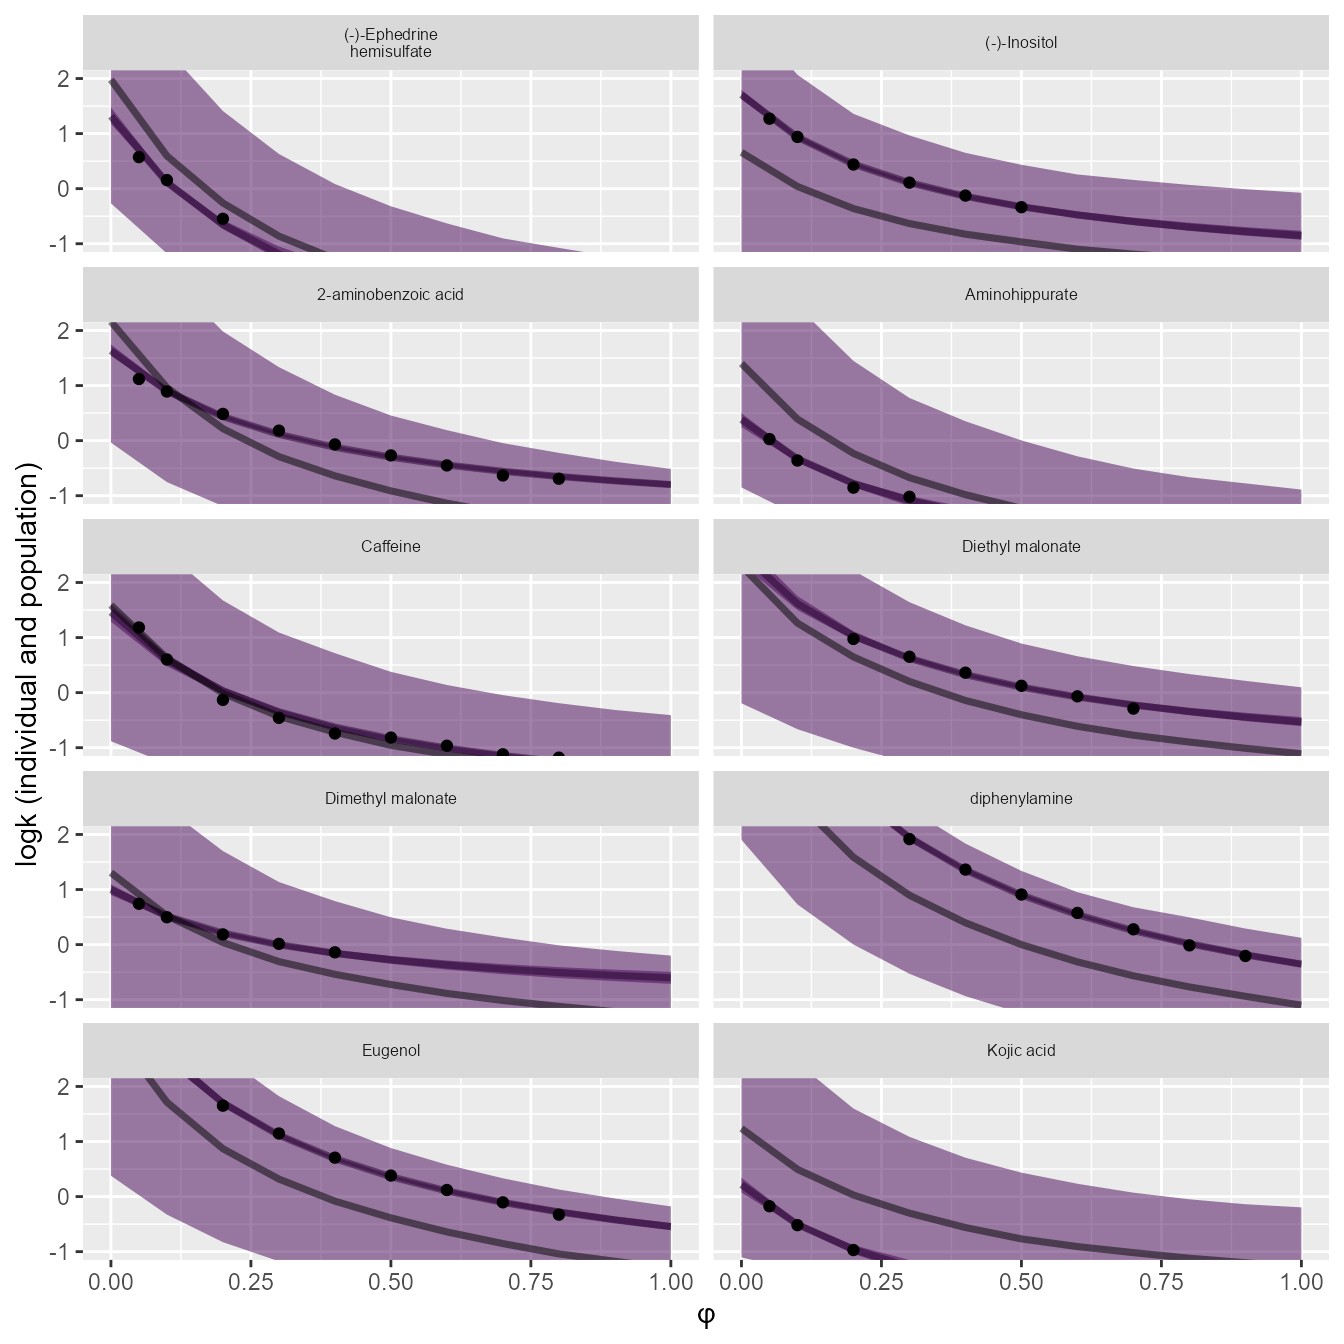 (-)-Ephedrine
hemisulfate
(-)-Inositol
2
1
0
-1
2-aminobenzoic acid
Aminohippurate
2
1
0
-1
Caffeine
Diethyl malonate
2
1
0
-1
Dimethyl malonate
diphenylamine
2
1
0
-1
Eugenol
Kojic acid
2
1
0
-1
0.00 0.25 0.50 0.75 1.00 0.00 0.25 0.50 0.75 1.00
φ
logk (individual and population)